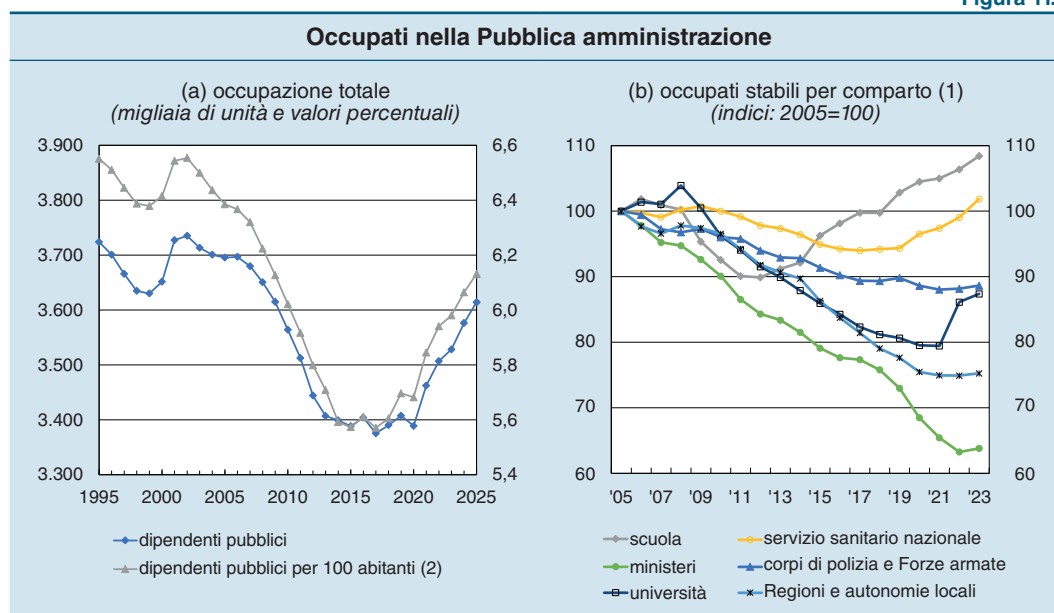 Occupati nella Pubblica amministrazione
(a) occupazione totale
(migliaia di unità e valori percentuali)
3.900
3.800
3.700
3.600
3.500
3.400
3.300
6,6
6,4
6,2
6,0
5,8
5,6
5,4
1995 2000 2005 2010 2015 2020 2025
dipendenti pubblici
dipendenti pubblici per 100 abitanti (2)
(b) occupati stabili per comparto (1)
(indici: 2005=100)
110
100
90
80
70
60
110
100
90
80
70
60
'05 '07 '09 '11 '13 '15 '17 '19 '21 '23
scuola
servizio sanitario nazionale
ministeri
corpi di polizia e Forze armate
università
Regioni e autonomie locali